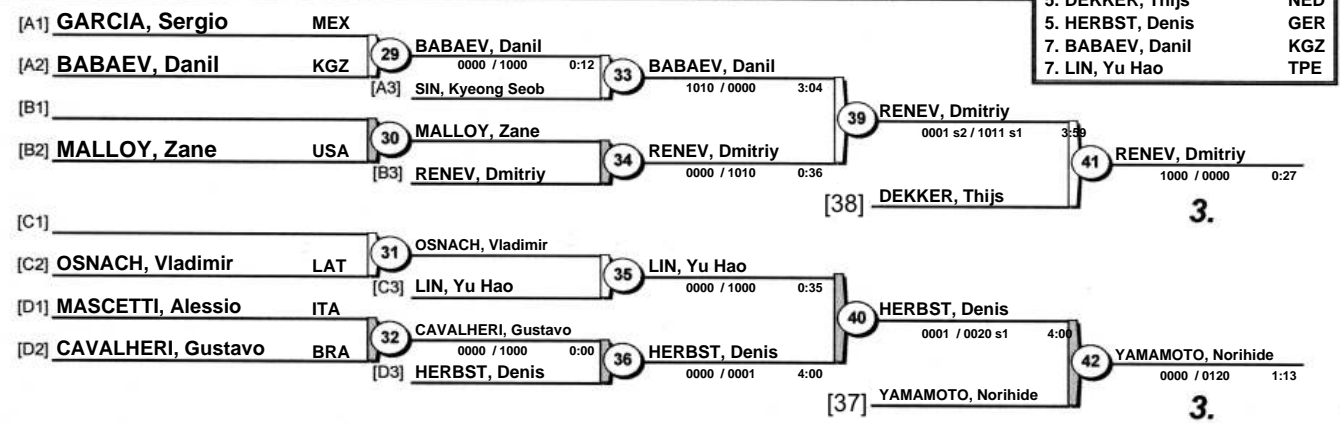 5. DEKKER, Thijs NED
5. HERBST, Denis GER
7. BABAEV, Danil KGZ
7. LIN, Yu Hao TPE
[A1] GARCIA, Sergio MEX
[A2] BABAEV, Danil KGZ
29
BABAEV, Danil
0000 / 1000 0:12
[A3] SIN, Kyeong Seob
33
BABAEV, Danil
1010 / 0000 3:04
[B1]
[B2] MALLOY, Zane USA
30
MALLOY, Zane
[B3] RENEV, Dmitriy
34
RENEV, Dmitriy
0000 / 1010 0:36
39
RENEV, Dmitriy
0001 s2 / 1011 s1 3:59
[38] DEKKER, Thijs
41
RENEV, Dmitriy
1000 / 0000 0:27
3.
[C1]
[C2] OSNACH, Vladimir LAT
31
OSNACH, Vladimir
[C3] LIN, Yu Hao
35
LIN, Yu Hao
0000 / 1000 0:35
[D1] MASCETTI, Alessio ITA
[D2] CAVALHERI, Gustavo BRA
32
CAVALHERI, Gustavo
0000 / 1000 0:00
[D3] HERBST, Denis
36
HERBST, Denis
0000 / 0001 4:00
40
HERBST, Denis
0001 / 0020 s1 4:00
[37] YAMAMOTO, Norihide
42
YAMAMOTO, Norihide
0000 / 0120 1:13
3.